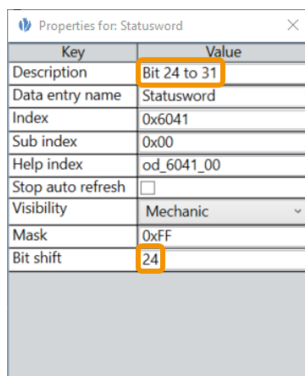 Properties for: Statusword
Key Value
Description Bit 24 to 31
Data entry name Statusword
Index 0x6041
Sub index 0x00
Help index od_6041_00
Stop auto refresh
Visibility Mechanic
Mask 0xFF
Bit shift 24